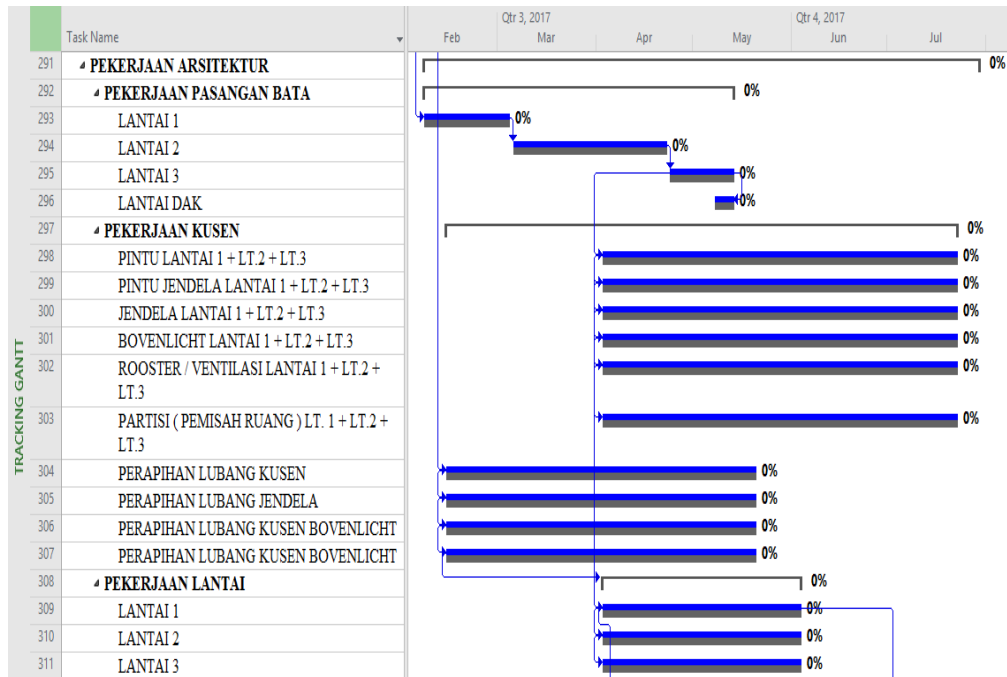 Qtr 3, 2017 Qtr 4, 2017
Task Name Feb Mar Apr May Jun Jul
291 PEKERJAAN ARSITEKTUR 0%
292 PEKERJAAN PASANGAN BATA 0%
293 LANTAI 1 0%
294 LANTAI 2 0%
295 LANTAI 3 0%
296 LANTAI DAK 0%
297 PEKERJAAN KUSEN 0%
298 PINTU LANTAI 1 + LT.2 + LT.3 0%
299 PINTU JENDELA LANTAI 1 + LT.2 + LT.3 0%
300 JENDELA LANTAI 1 + LT.2 + LT.3 0%
301 BOVENLICHT LANTAI 1 + LT.2 + LT.3 0%
302 ROOSTER / VENTILASI LANTAI 1 + LT.2 + 0%
LT.3
303 PARTISI ( PEMISAH RUANG ) LT. 1 + LT.2 + 0%
LT.3
304 PERAPIHAN LUBANG KUSEN 0%
305 PERAPIHAN LUBANG JENDELA 0%
306 PERAPIHAN LUBANG KUSEN BOVENLICHT 0%
307 PERAPIHAN LUBANG KUSEN BOVENLICHT 0%
308 PEKERJAAN LANTAI 0%
309 LANTAI 1 0%
310 LANTAI 2 0%
311 LANTAI 3 0%
TRACKING GANTT